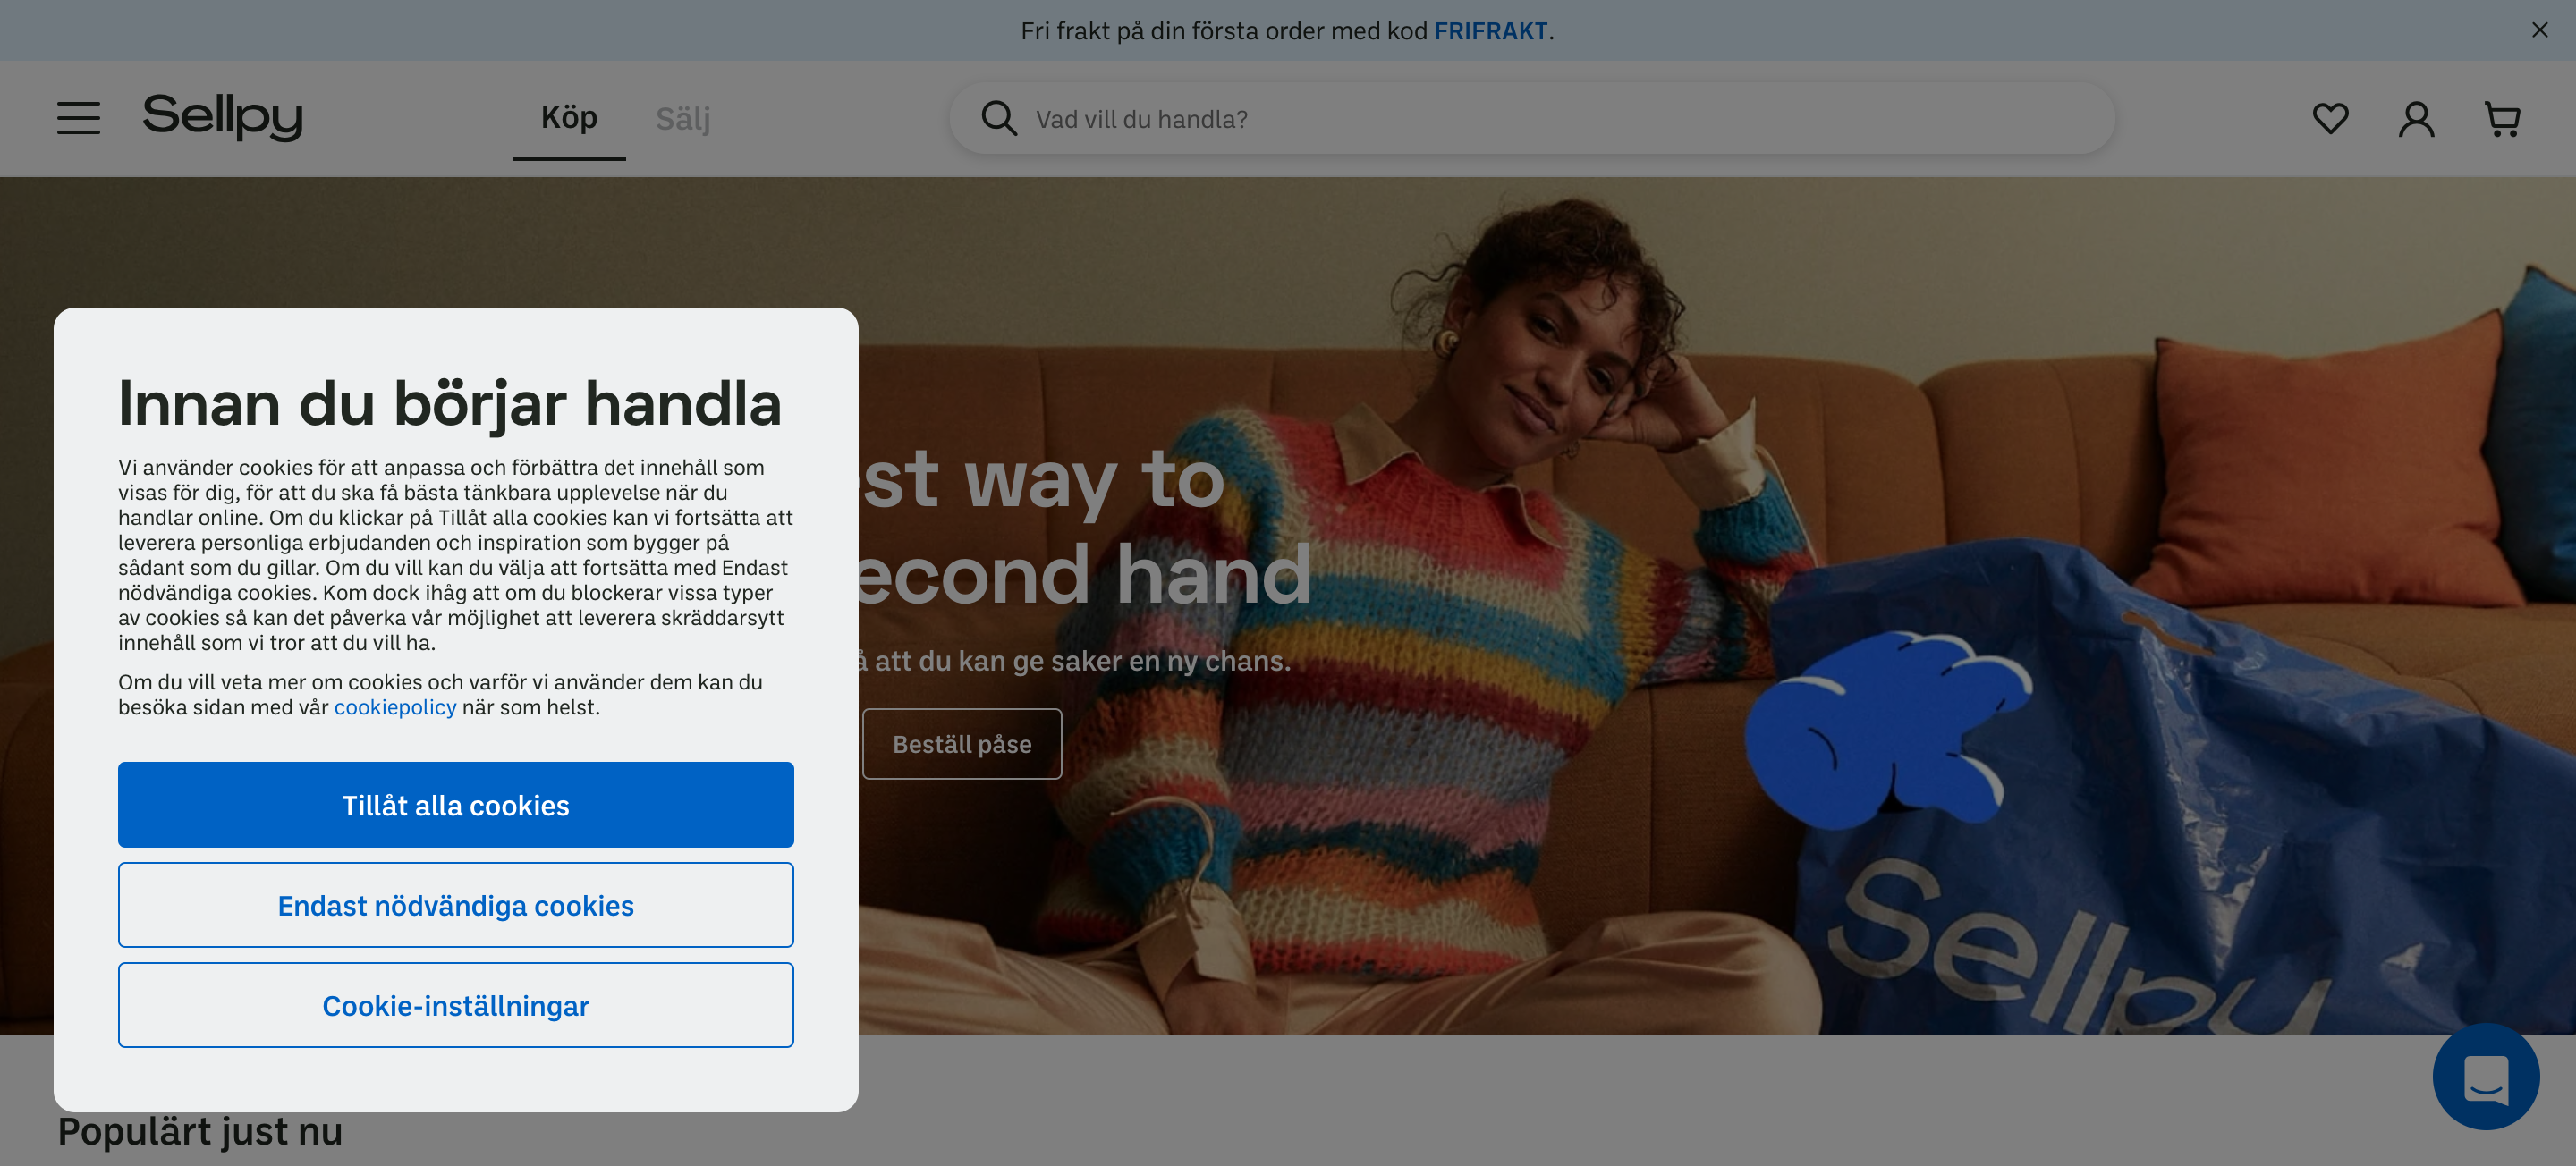 Fri frakt på din första order med kod FRIFRAKT.
Sellpy
Köp
Sälj
Vad vill du handla?
Innan du börjar handla
Vi använder cookies för att anpassa och förbättra det innehåll som
visas för dig, för att du ska få bästa tänkbara upplevelse när du
handlar online. Om du klickar på Tillåt alla cookies kan vi fortsätta att
leverera personliga erbjudanden och inspiration som bygger på
sådant som du gillar. Om du vill kan du välja att fortsätta med Endast
nödvändiga cookies. Kom dock ihåg att om du blockerar vissa typer
av cookies så kan det påverka vår möjlighet att leverera skräddarsytt
innehåll som vi tror att du vill ha.
Om du vill veta mer om cookies och varför vi använder dem kan du
besöka sidan med vår cookiepolicy när som helst.
Tillåt alla cookies
Endast nödvändiga cookies
Cookie-inställningar
way to
hand
att du kan ge saker en ny chans.
Beställ påse
Sellpy
Populärt just nu